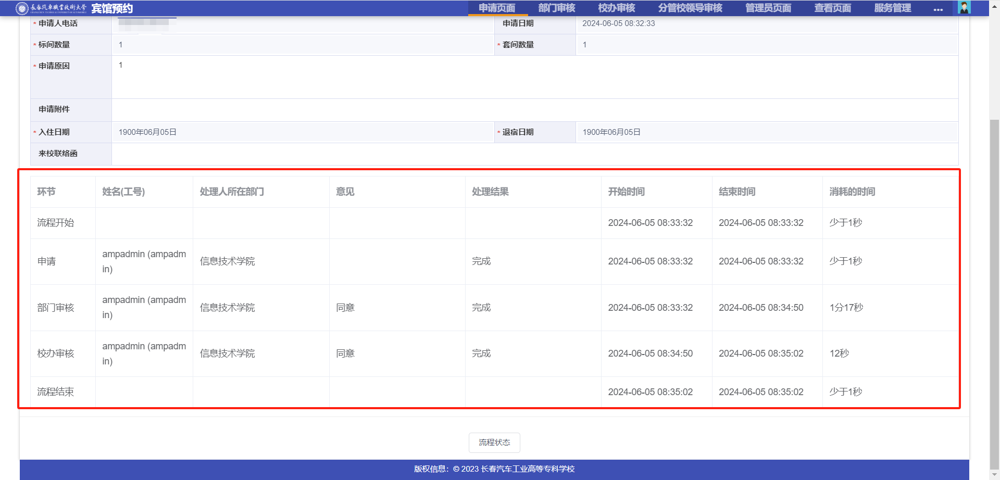 长春汽车職業技術大学 宾馆预约 申请页面 部门审核 校办审核 分管校领导审核 管理员页面 查看页面 服务管理 ...
* 申请人电话 申请日期 2024-06-05 08:32:33
* 标间数量 1 * 套间数量 1
* 申请原因 1
申请附件
* 入住日期 1900年06月05日 * 退宿日期 1900年06月05日
来校联络函
环节 姓名(工号) 处理人所在部门 意见 处理结果 开始时间 结束时间 消耗的时间
流程开始 2024-06-05 08:33:32 2024-06-05 08:33:32 少于1秒
申请 ampadmin (ampadm
in) 信息技术学院 完成 2024-06-05 08:33:32 2024-06-05 08:33:32 少于1秒
部门审核 ampadmin (ampadm
in) 信息技术学院 同意 完成 2024-06-05 08:33:32 2024-06-05 08:34:50 1分17秒
校办审核 ampadmin (ampadm
in) 信息技术学院 同意 完成 2024-06-05 08:34:50 2024-06-05 08:35:02 12秒
流程结束 2024-06-05 08:35:02 2024-06-05 08:35:02 少于1秒
流程状态
版权信息：© 2023 长春汽车工业高等专科学校